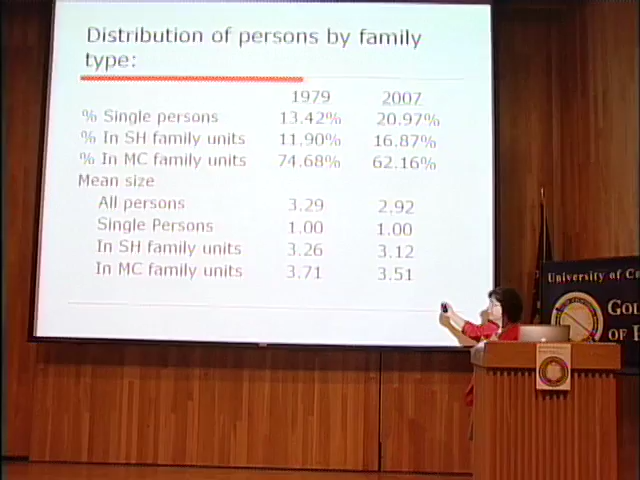 Distribution of persons by family
type:
1979 2007
% Single persons 13.42% 20.97%
% In SH family units 11.90% 16.87%
% In MC family units 74.68% 62.16%
Mean size
All persons 3.29 2.92
Single Persons 1.00 1.00
In SH family units 3.26 3.12
In MC family units 3.71 3.51
University of
GOL
OF